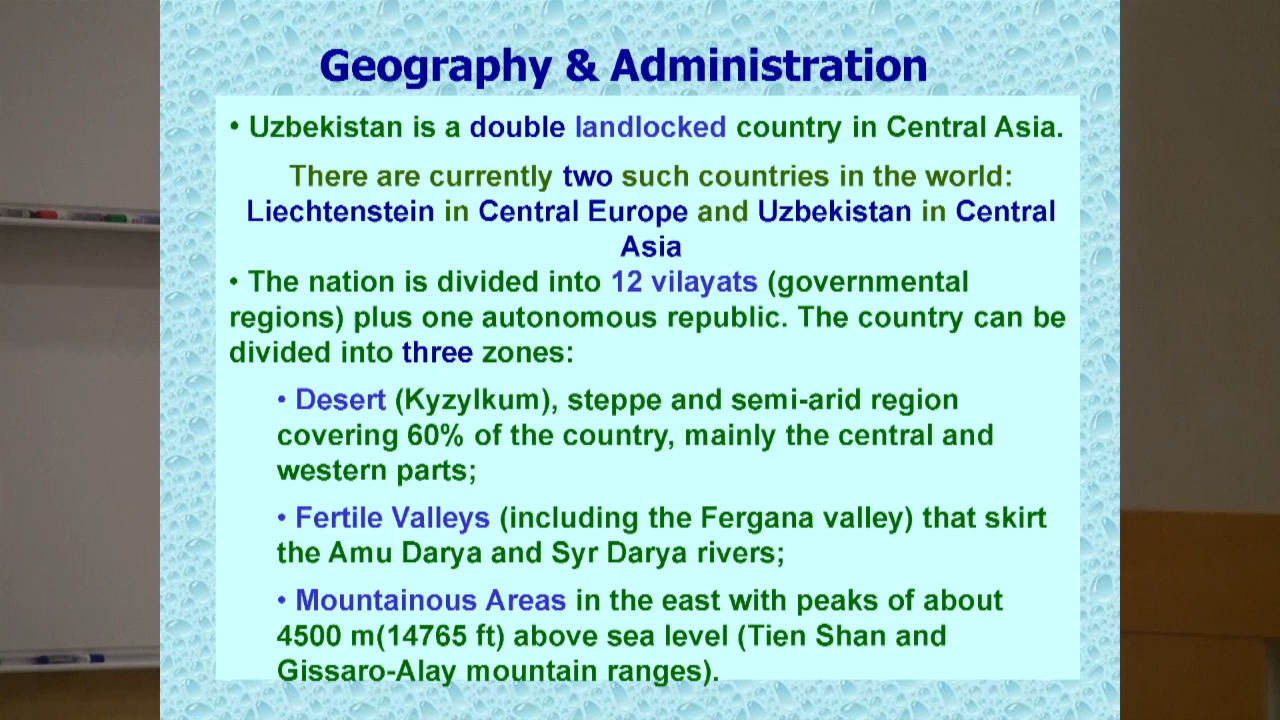 Geography & Administration
• Uzbekistan is a double landlocked country in Central Asia.
There are currently two such countries in the world:
Liechtenstein in Central Europe and Uzbekistan in Central
Asia
• The nation is divided into 12 vilayats (governmental
regions) plus one autonomous republic. The country can be
divided into three zones:
• Desert (Kyzylkum), steppe and semi-arid region
covering 60% of the country, mainly the central and
western parts;
• Fertile Valleys (including the Fergana valley) that skirt
the Amu Darya and Syr Darya rivers;
• Mountainous Areas in the east with peaks of about
4500 m(14765 ft) above sea level (Tien Shan and
Gissaro-Alay mountain ranges).